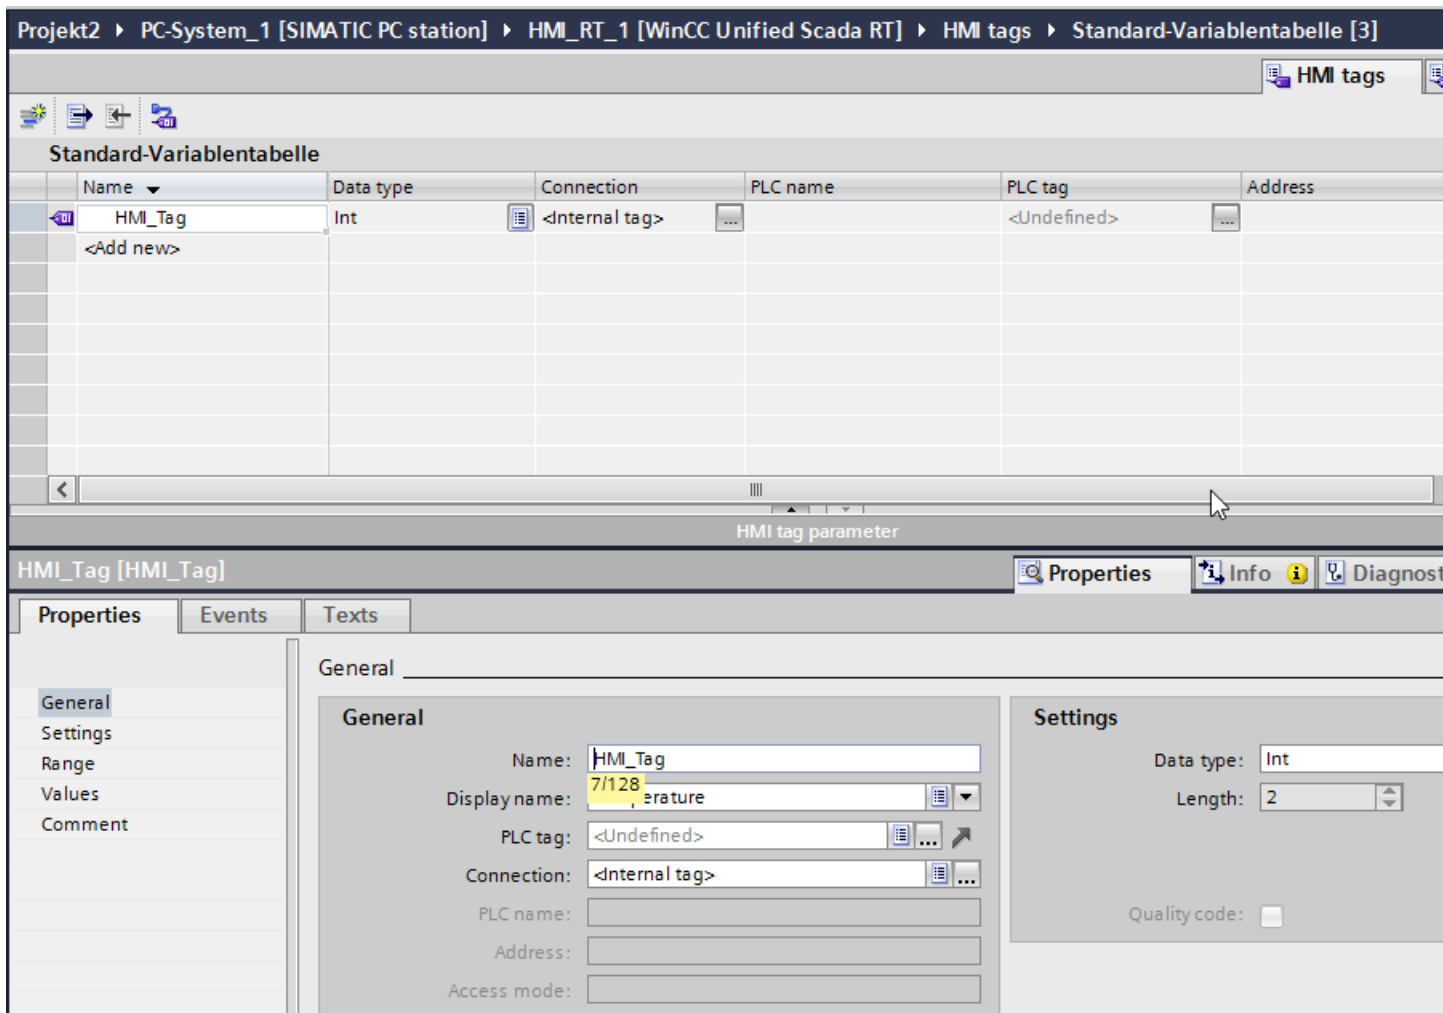 Projekt2 ▸ PC-System_1 [SIMATIC PC station] ▸ HMI_RT_1 [WinCC Unified Scada RT] ▸ HMI tags ▸ Standard-Variablentabelle [3]
HMI tags
Standard-Variablentabelle
Name Data type Connection PLC name PLC tag Address
HMI_Tag Int <Internal tag> ... <Undefined> ...
<Add new>
HMI tag parameter
HMI_Tag [HMI_Tag]
Properties Info Diagnost
Properties Events Texts
General
General
Settings
Range
Values
Comment
General
Name: HMI_Tag
7/128
Display name: erature
PLC tag: <Undefined> ...
Connection: <Internal tag> ...
PLC name:
Address:
Access mode:
Settings
Data type: Int
Length: 2
Quality code: